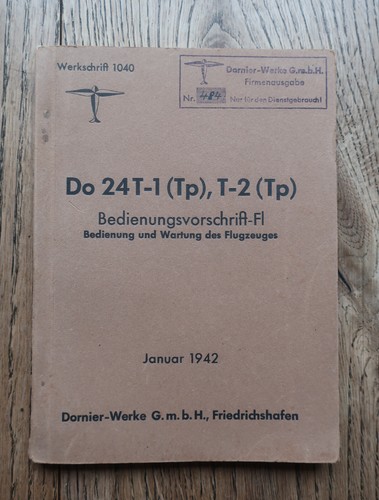 Werkschrift 1040
Dornier-Werke G.m.b.H.
Firmenausgabe
Nr. 484 Nur für den Dienstgebrauch!
Do 24 T-1 (Tp), T-2 (Tp)
Bedienungsvorschrift-Fl
Bedienung und Wartung des Flugzeuges
Januar 1942
Dornier-Werke G.m.b.H., Friedrichshafen